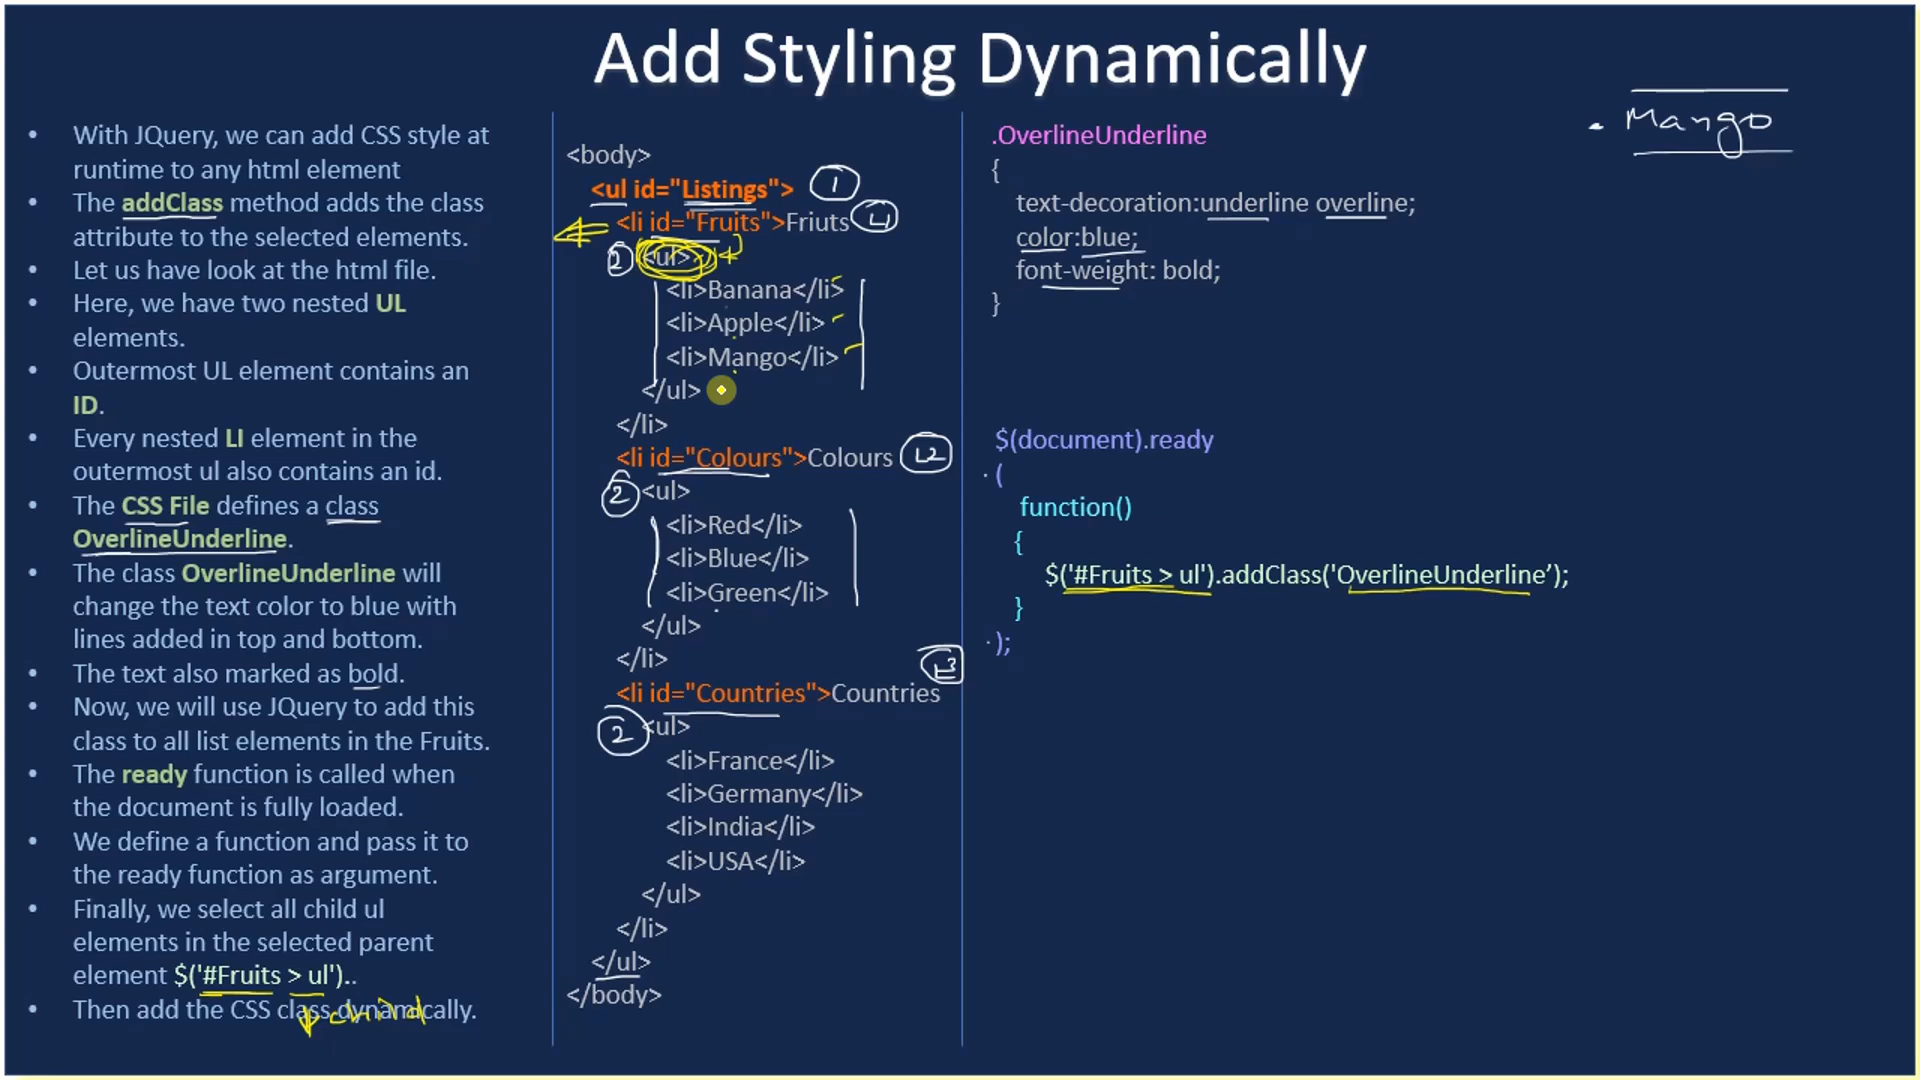 Add Styling Dynamically
• With JQuery, we can add CSS style at
runtime to any html element
• The addClass method adds the class
attribute to the selected elements.
• Let us have look at the html file.
• Here, we have two nested UL
elements.
• Outermost UL element contains an
ID.
• Every nested LI element in the
outermost ul also contains an id.
• The CSS File defines a class
OverlineUnderline.
• The class OverlineUnderline will
change the text color to blue with
lines added in top and bottom.
• The text also marked as bold.
• Now, we will use JQuery to add this
class to all list elements in the Fruits.
• The ready function is called when
the document is fully loaded.
• We define a function and pass it to
the ready function as argument.
• Finally, we select all child ul
elements in the selected parent
element $('#Fruits > ul')..
• Then add the CSS class dynamically.
child
<body>
<ul id="Listings"> 1
<li id="Fruits">Friuts L1
2 <ul>
<li>Banana</li>
<li>Apple</li>
<li>Mango</li>
</ul>
</li>
<li id="Colours">Colours L2
2 <ul>
<li>Red</li>
<li>Blue</li>
<li>Green</li>
</ul>
</li>
L3
<li id="Countries">Countries
2 <ul>
<li>France</li>
<li>Germany</li>
<li>India</li>
<li>USA</li>
</ul>
</li>
</ul>
</body>
.OverlineUnderline
{
text-decoration:underline overline;
color:blue;
font-weight: bold;
}
. Mango
$(document).ready
(
function()
{
$('#Fruits > ul').addClass('OverlineUnderline’);
}
);